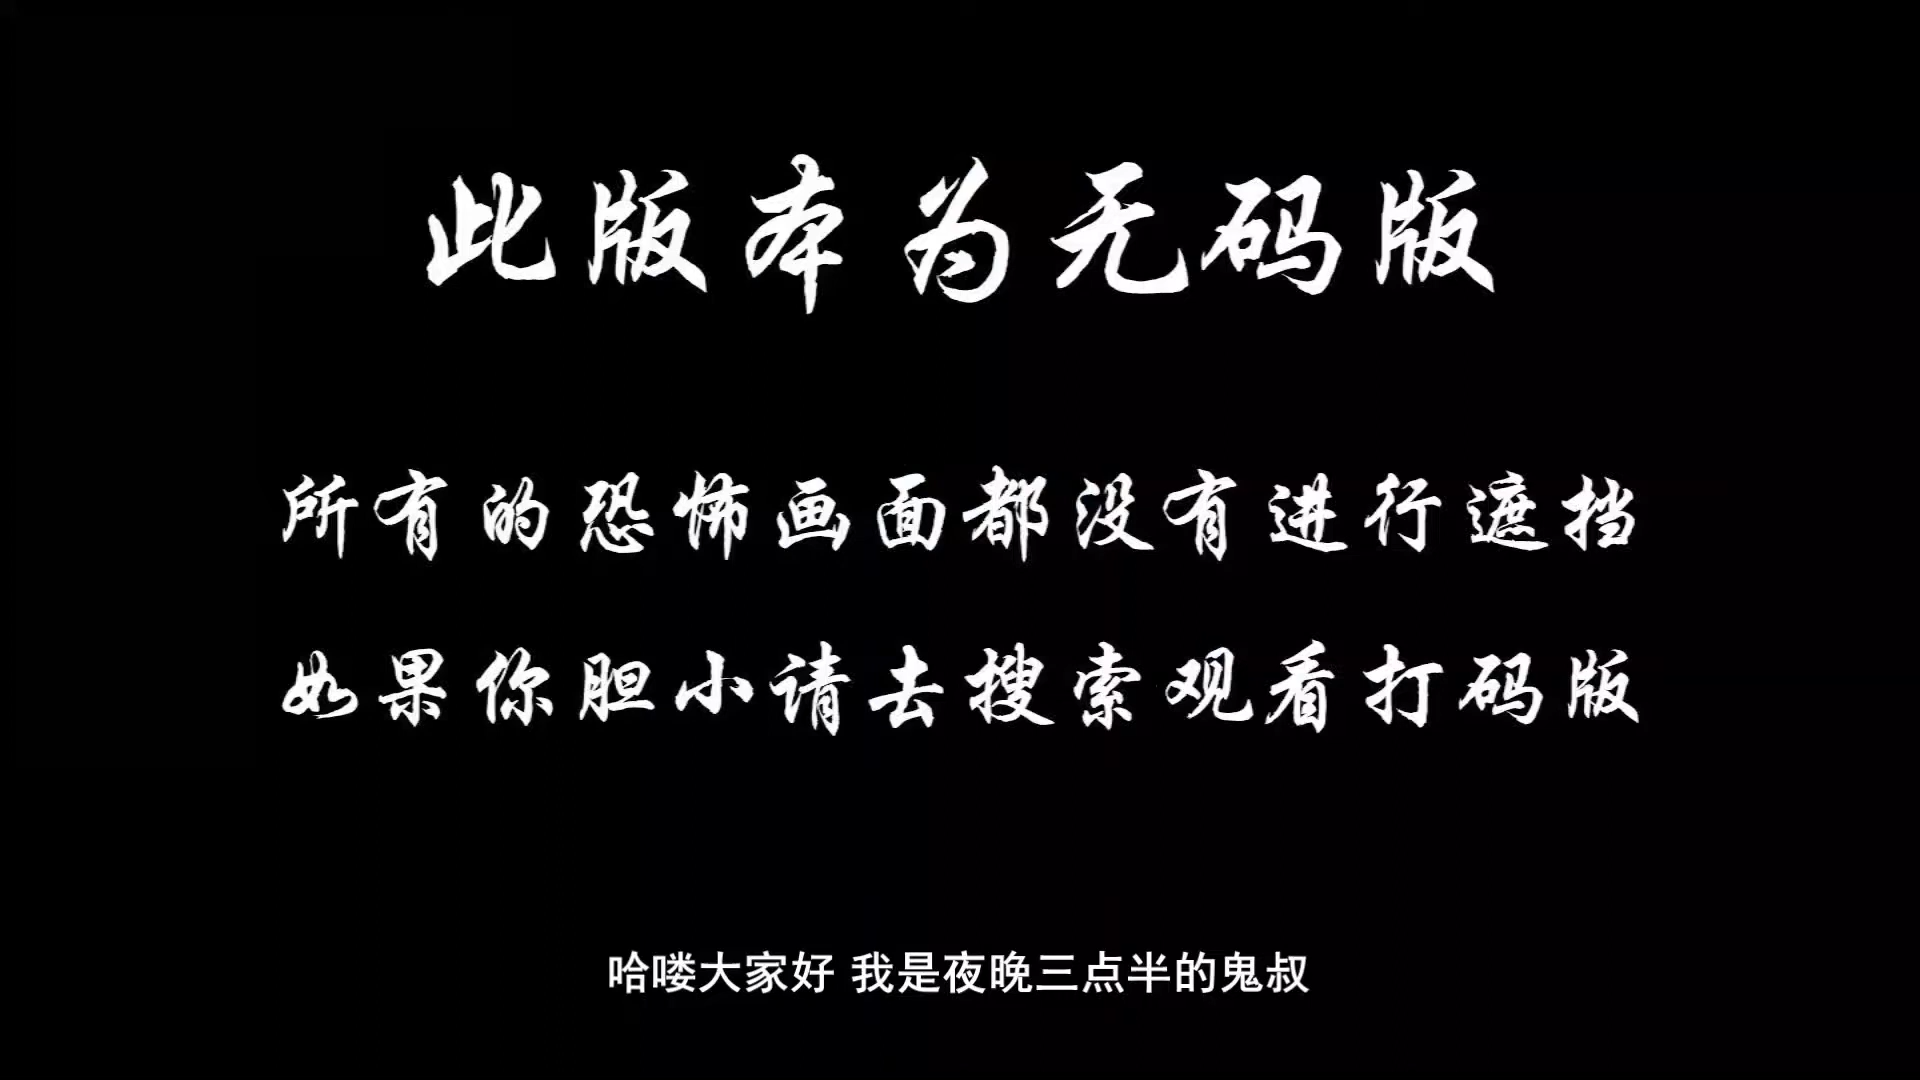 此版本为无码版
所有的恐怖画面都没有进行遮挡
如果你胆小请去搜索观看打码版
哈喽大家好 我是夜晚三点半的鬼叔